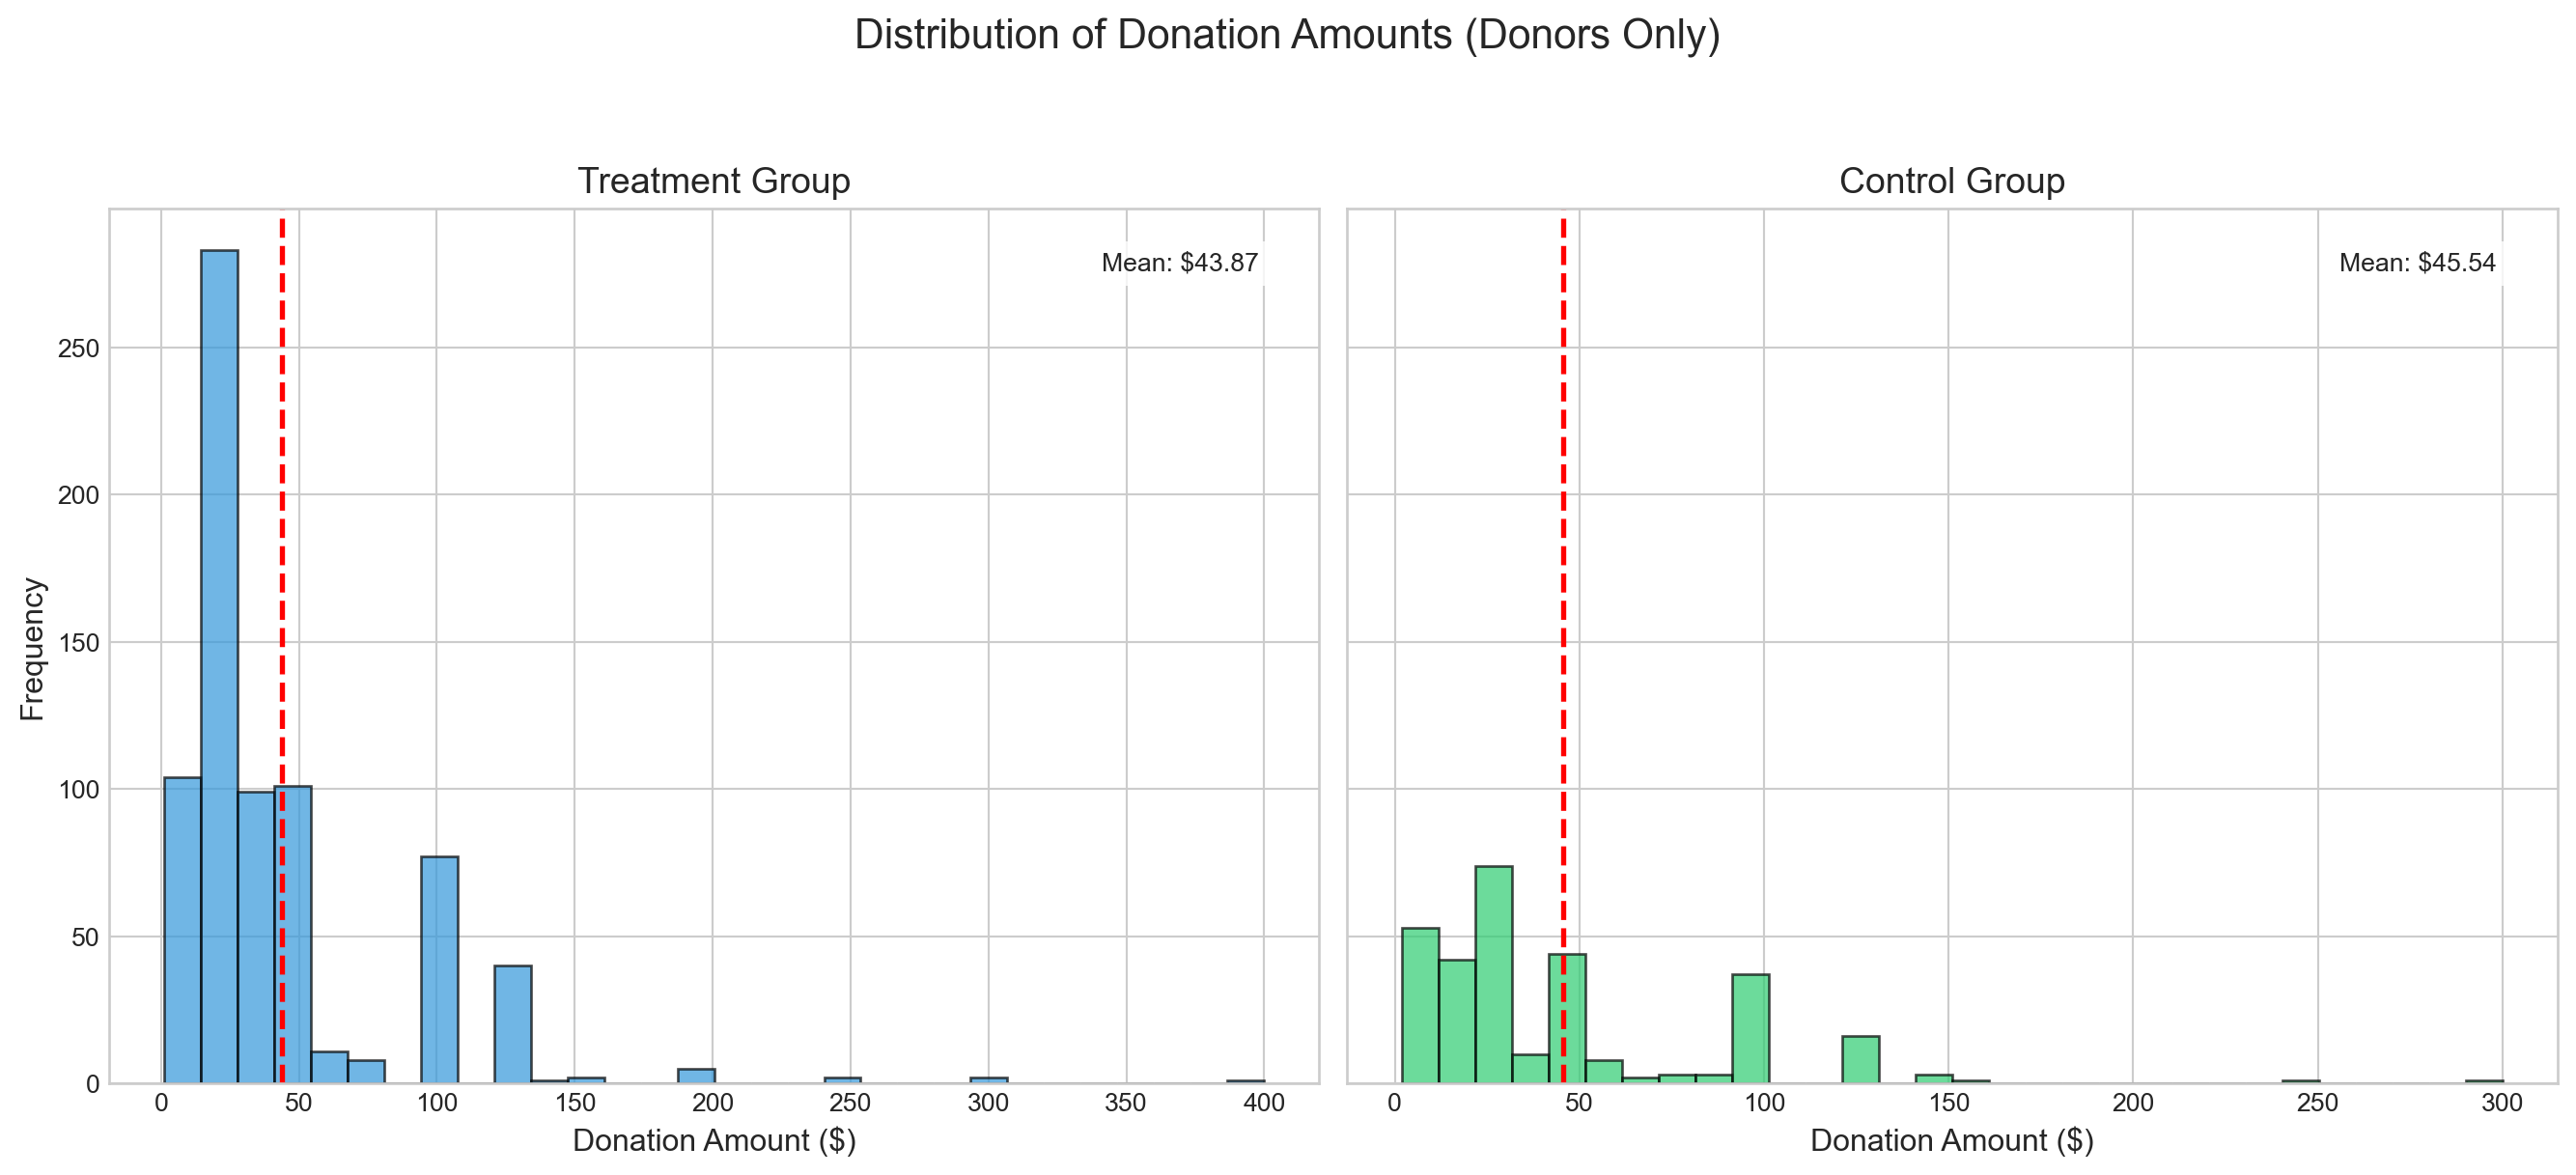 Distribution of Donation Amounts (Donors Only)
Treatment Group
Mean: $43.87
Frequency
250
200
150
100
50
0
0 50 100 150 200 250 300 350 400
Donation Amount ($)
Control Group
Mean: $45.54
0 50 100 150 200 250 300
Donation Amount ($)